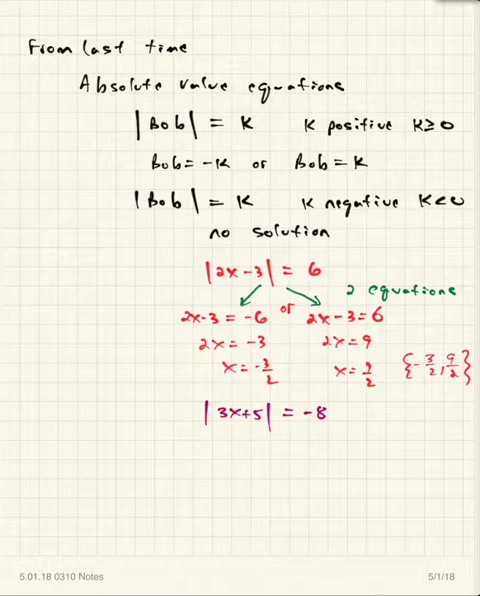 From last time
Absolute value equations
|Bob| = K    K positive K≥0
Bob = -K or Bob = K
|Bob| = K    K negative K<0
no solution
|2x-3| = 6
2 equations
2x-3 = -6 or 2x-3 = 6
2x = -3    2x = 9
x = -3/2    x = 9/2    {-3/2, 9/2}
|3x+5| = -8
5.01.18 0310 Notes    5/1/18